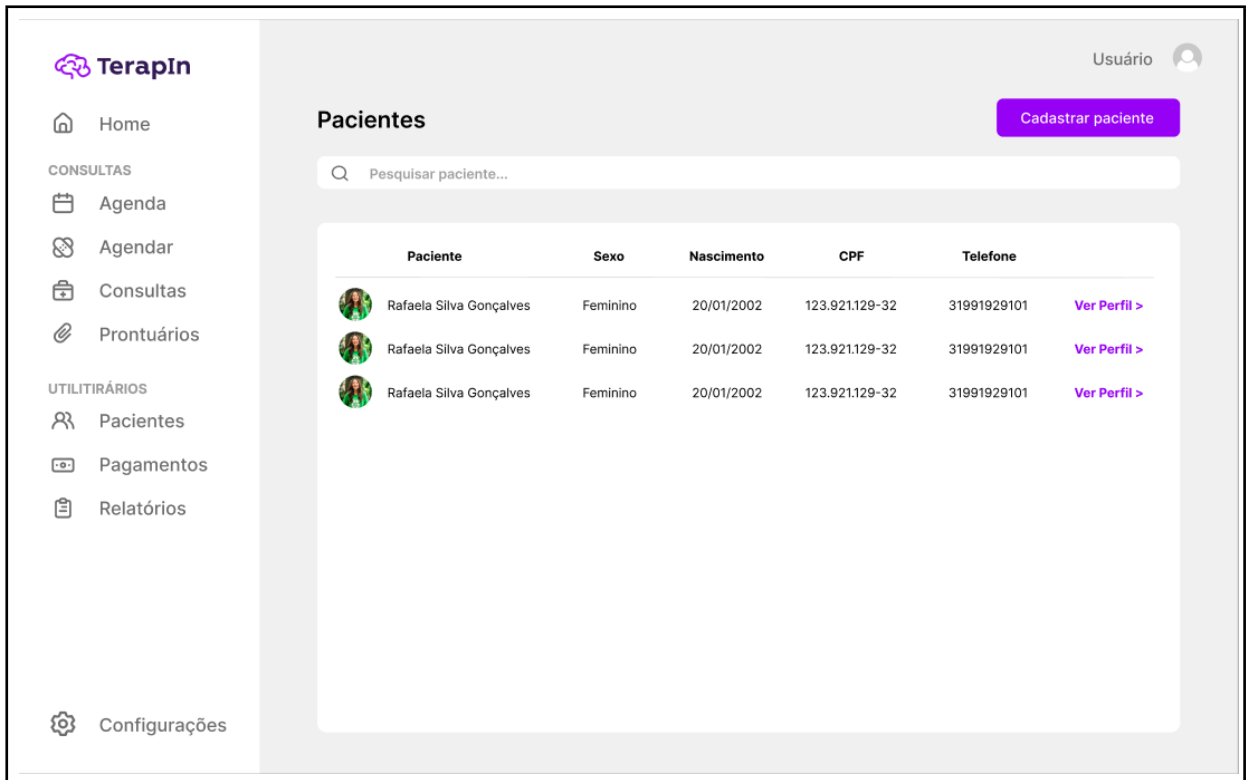 TerapIn
Home
CONSULTAS
Agenda
Agendar
Consultas
Prontuários
UTILITIRÁRIOS
Pacientes
Pagamentos
Relatórios
Configurações
Usuário
Pacientes
Cadastrar paciente
Pesquisar paciente...
Paciente Sexo Nascimento CPF Telefone
Rafaela Silva Gonçalves Feminino 20/01/2002 123.921.129-32 31991929101 Ver Perfil >
Rafaela Silva Gonçalves Feminino 20/01/2002 123.921.129-32 31991929101 Ver Perfil >
Rafaela Silva Gonçalves Feminino 20/01/2002 123.921.129-32 31991929101 Ver Perfil >